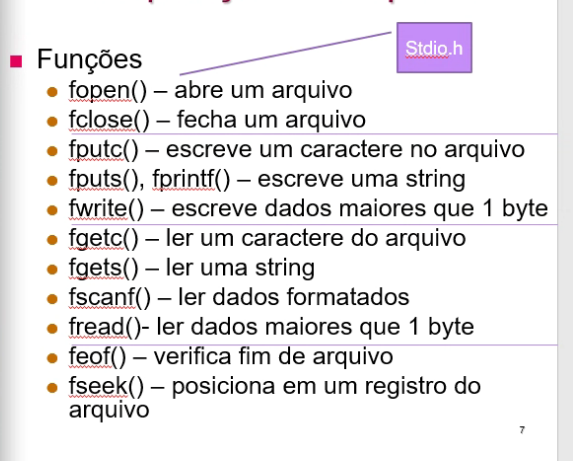 Stdio.h
Funções
fopen() – abre um arquivo
fclose() – fecha um arquivo
fputc() – escreve um caractere no arquivo
fputs(), fprintf() – escreve uma string
fwrite() – escreve dados maiores que 1 byte
fgetc() – ler um caractere do arquivo
fgets() – ler uma string
fscanf() – ler dados formatados
fread()- ler dados maiores que 1 byte
feof() – verifica fim de arquivo
fseek() – posiciona em um registro do
arquivo
7